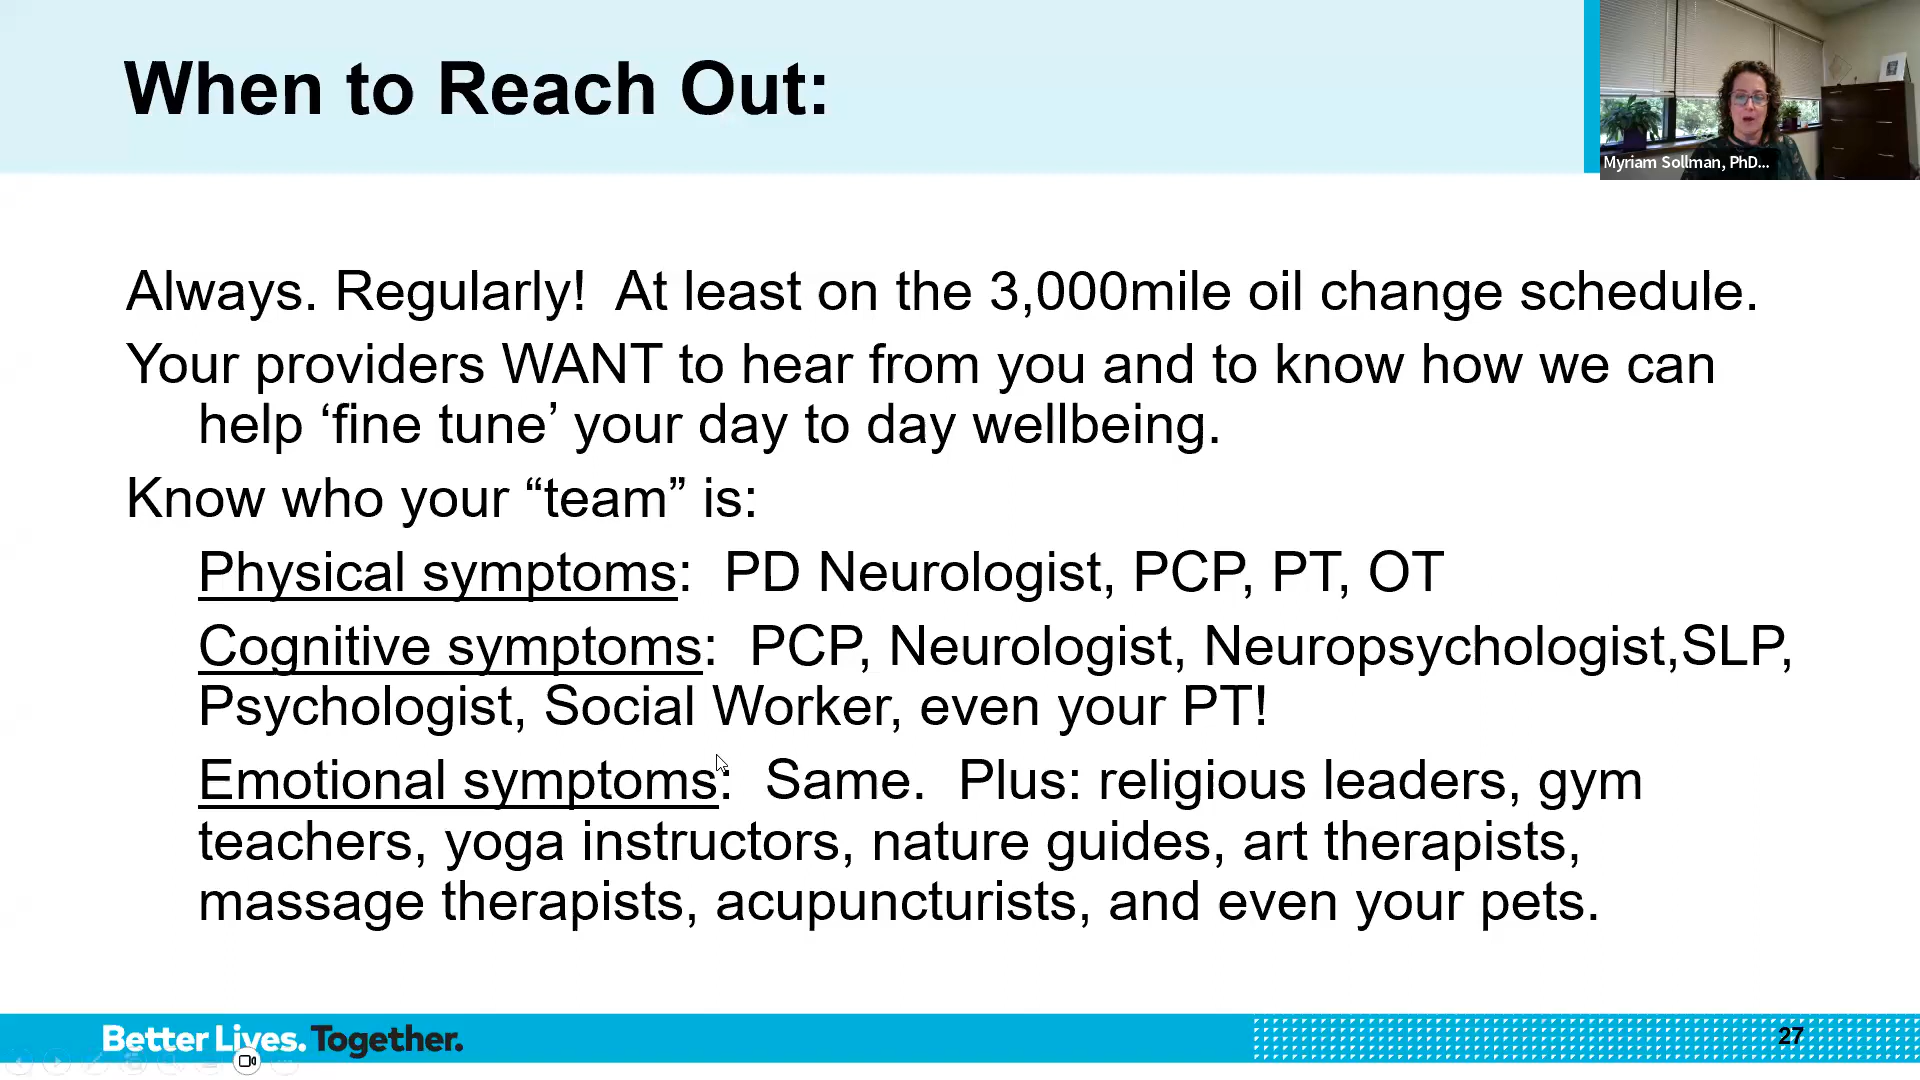 When to Reach Out:
Myriam Sollman, PhD...
Always. Regularly!  At least on the 3,000mile oil change schedule.
Your providers WANT to hear from you and to know how we can
help ‘fine tune’ your day to day wellbeing.
Know who your “team” is:
Physical symptoms:  PD Neurologist, PCP, PT, OT
Cognitive symptoms:  PCP, Neurologist, Neuropsychologist,SLP,
Psychologist, Social Worker, even your PT!
Emotional symptoms:  Same.  Plus: religious leaders, gym
teachers, yoga instructors, nature guides, art therapists,
massage therapists, acupuncturists, and even your pets.
Better Lives. Together.
27